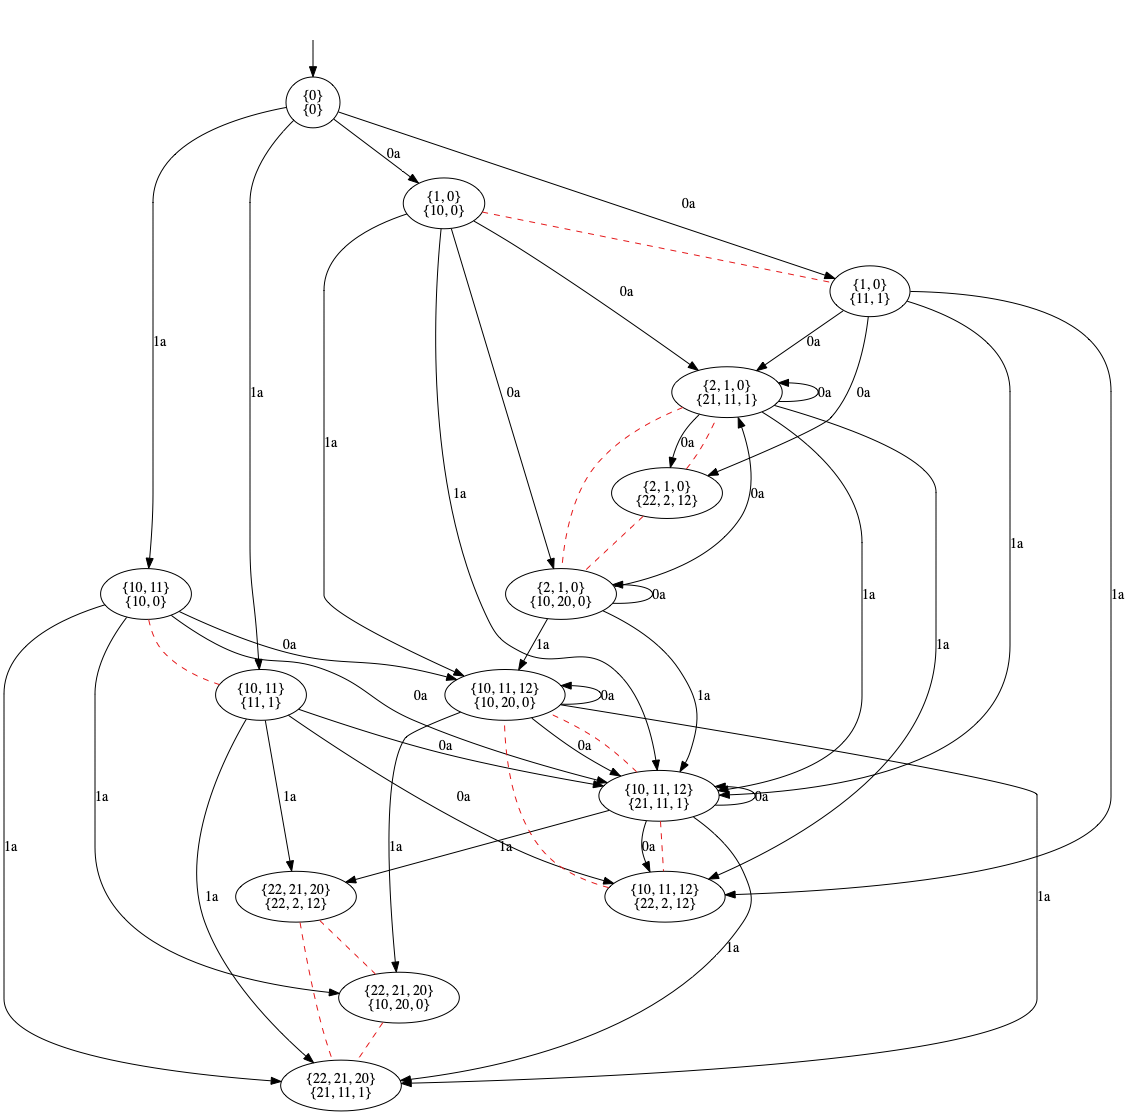 {0}
{0}
0a
{1, 0}
{10, 0}
0a
{1, 0}
{11, 1}
0a
1a
0a
{2, 1, 0}
{21, 11, 1}
0a
1a
0a
0a
1a
0a
{2, 1, 0}
{22, 2, 12}
1a
0a
1a
1a
{10, 11}
{10, 0}
{2, 1, 0}
{10, 20, 0}
0a
1a
1a
0a
1a
1a
{10, 11}
{11, 1}
0a
{10, 11, 12}
{10, 20, 0}
0a
1a
0a
0a
1a
1a
0a
{10, 11, 12}
{21, 11, 1}
0a
1a
1a
1a
0a
{22, 21, 20}
{22, 2, 12}
1a
{10, 11, 12}
{22, 2, 12}
1a
1a
{22, 21, 20}
{10, 20, 0}
{22, 21, 20}
{21, 11, 1}